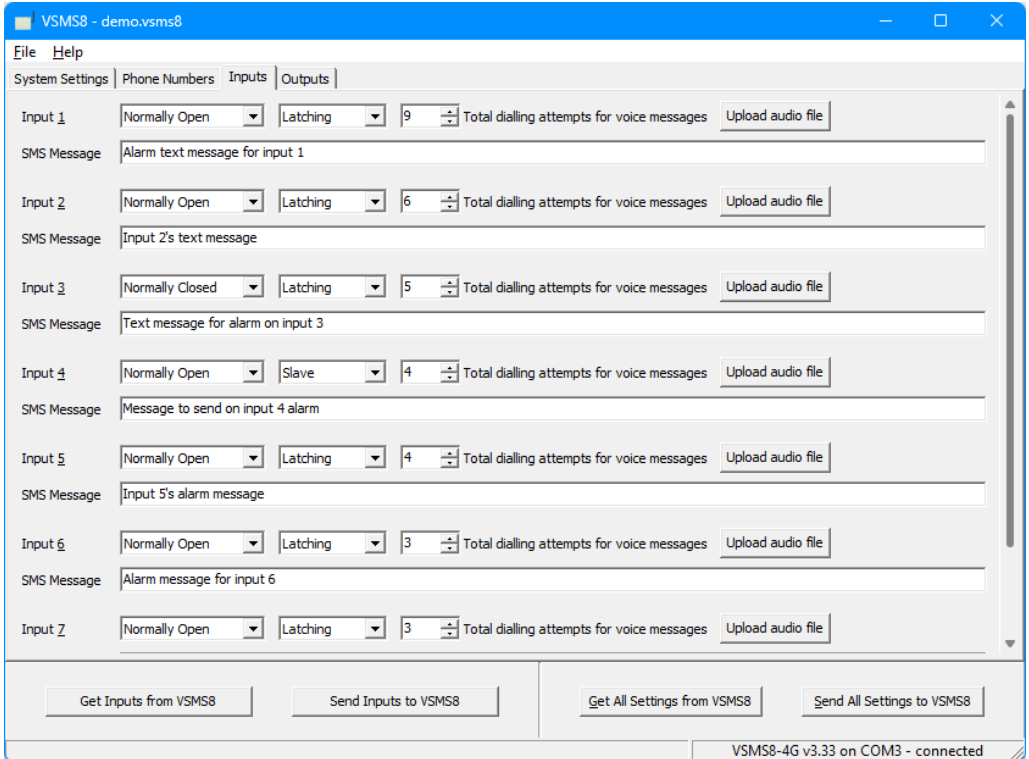 VSMS8 - demo.vsms8
File Help
System Settings Phone Numbers Inputs Outputs
Input 1 Normally Open Latching 9 Total dialling attempts for voice messages Upload audio file
SMS Message Alarm text message for input 1
Input 2 Normally Open Latching 6 Total dialling attempts for voice messages Upload audio file
SMS Message Input 2's text message
Input 3 Normally Closed Latching 5 Total dialling attempts for voice messages Upload audio file
SMS Message Text message for alarm on input 3
Input 4 Normally Open Slave 4 Total dialling attempts for voice messages Upload audio file
SMS Message Message to send on input 4 alarm
Input 5 Normally Open Latching 4 Total dialling attempts for voice messages Upload audio file
SMS Message Input 5's alarm message
Input 6 Normally Open Latching 3 Total dialling attempts for voice messages Upload audio file
SMS Message Alarm message for input 6
Input 7 Normally Open Latching 3 Total dialling attempts for voice messages Upload audio file
Get Inputs from VSMS8 Send Inputs to VSMS8 Get All Settings from VSMS8 Send All Settings to VSMS8
VSMS8-4G v3.33 on COM3 - connected